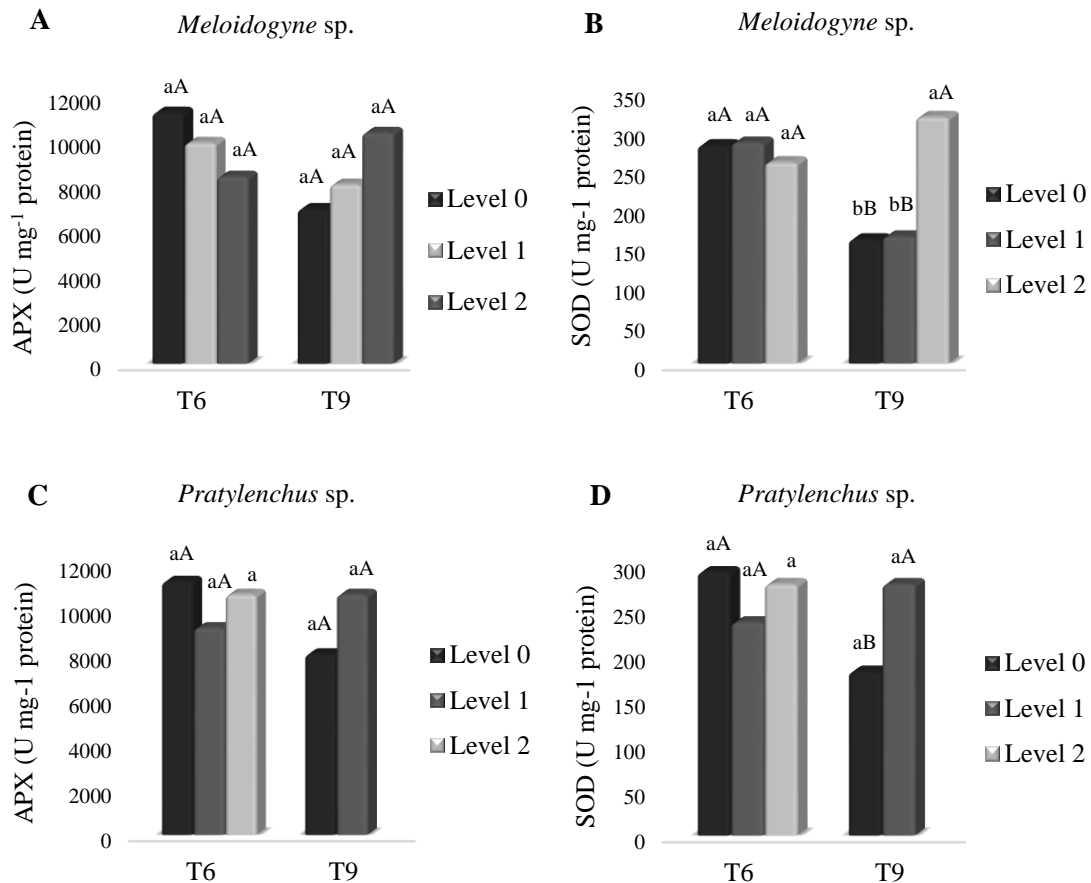 A
Meloidogyne sp.
APX (U mg-1 protein)
12000
10000
8000
6000
4000
2000
0
aA
aA
aA
aA
aA
aA
T6
T9
Level 0
Level 1
Level 2
B
Meloidogyne sp.
SOD (U mg-1 protein)
350
300
250
200
150
100
50
0
aA
aA
aA
bB
bB
aA
T6
T9
Level 0
Level 1
Level 2
C
Pratylenchus sp.
APX (U mg-1 protein)
12000
10000
8000
6000
4000
2000
0
aA
aA
a
aA
aA
T6
T9
Level 0
Level 1
Level 2
D
Pratylenchus sp.
SOD (U mg-1 protein)
300
250
200
150
100
50
0
aA
aA
a
aB
aA
T6
T9
Level 0
Level 1
Level 2